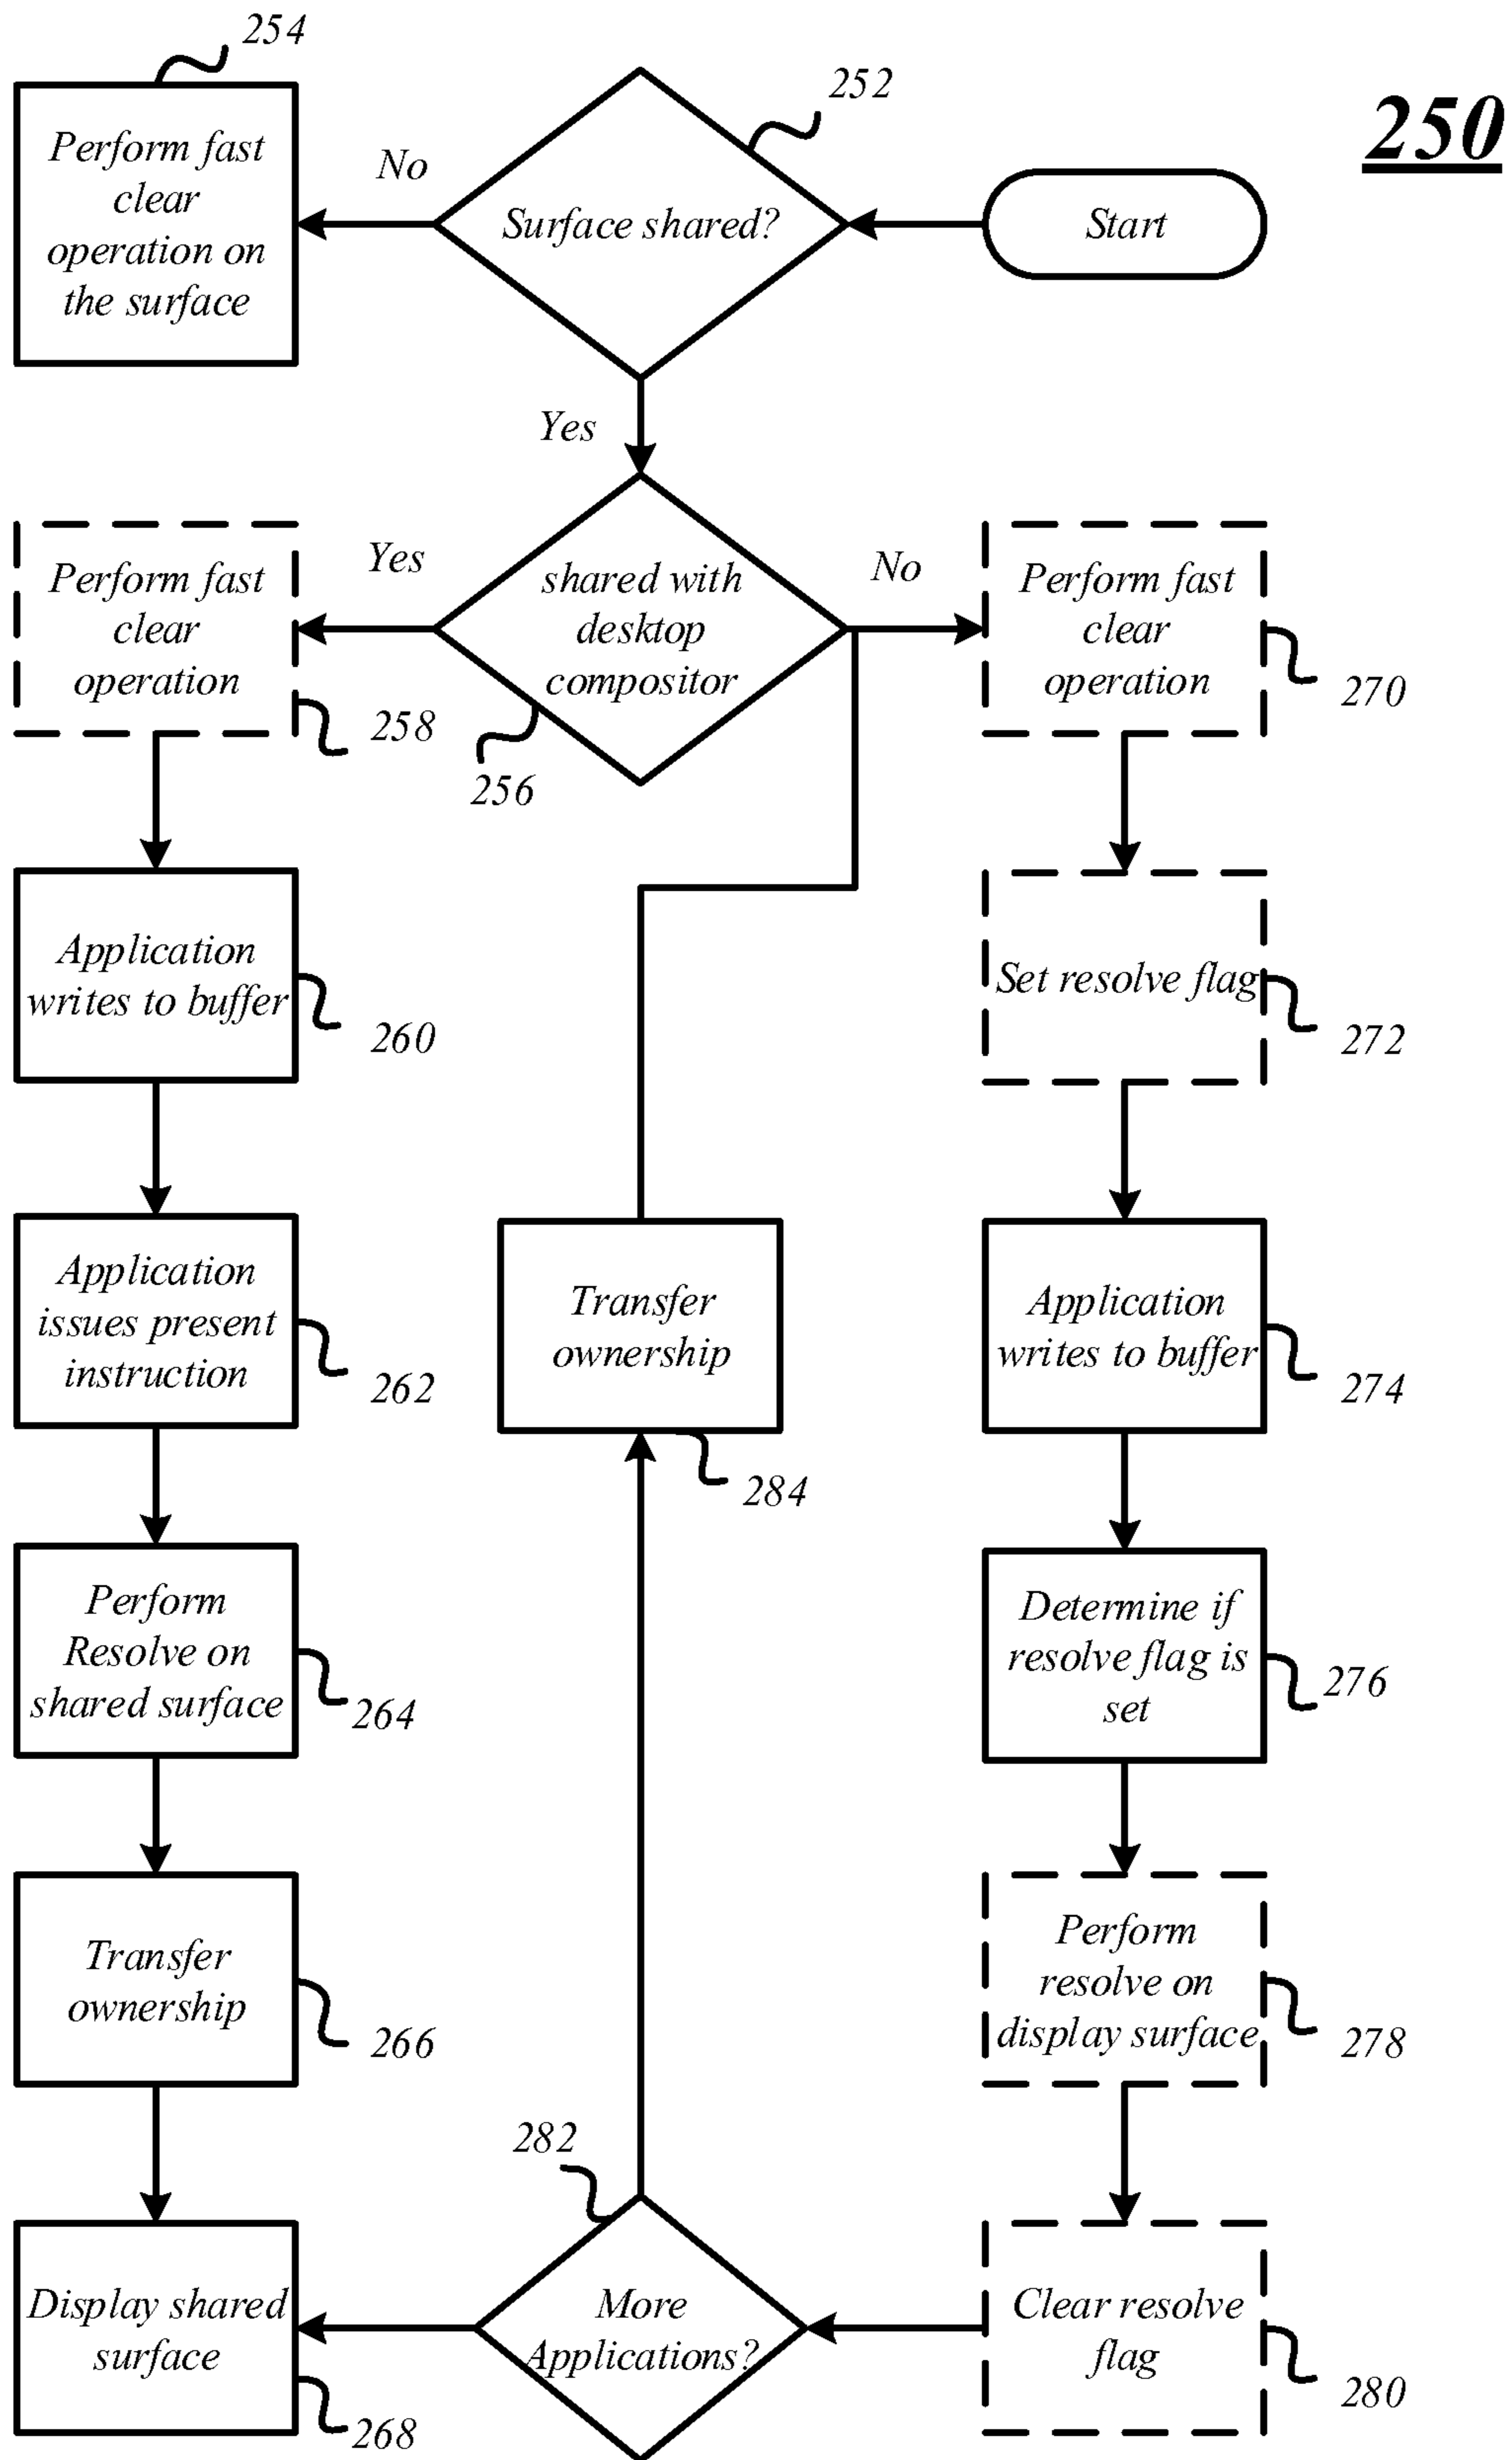 254
252
250
Perform fast
clear
operation on
the surface
No
Surface shared?
Start
Yes
Perform fast
clear
operation
258
Yes
shared with
desktop
compositor
256
No
Perform fast
clear
operation
270
Application
writes to buffer
260
Set resolve flag
272
Application
issues present
instruction
262
Transfer
ownership
284
Application
writes to buffer
274
Perform
Resolve on
shared surface
264
Determine if
resolve flag is
set
276
Transfer
ownership
266
Perform
resolve on
display surface
278
282
Display shared
surface
268
More
Applications?
Clear resolve
flag
280